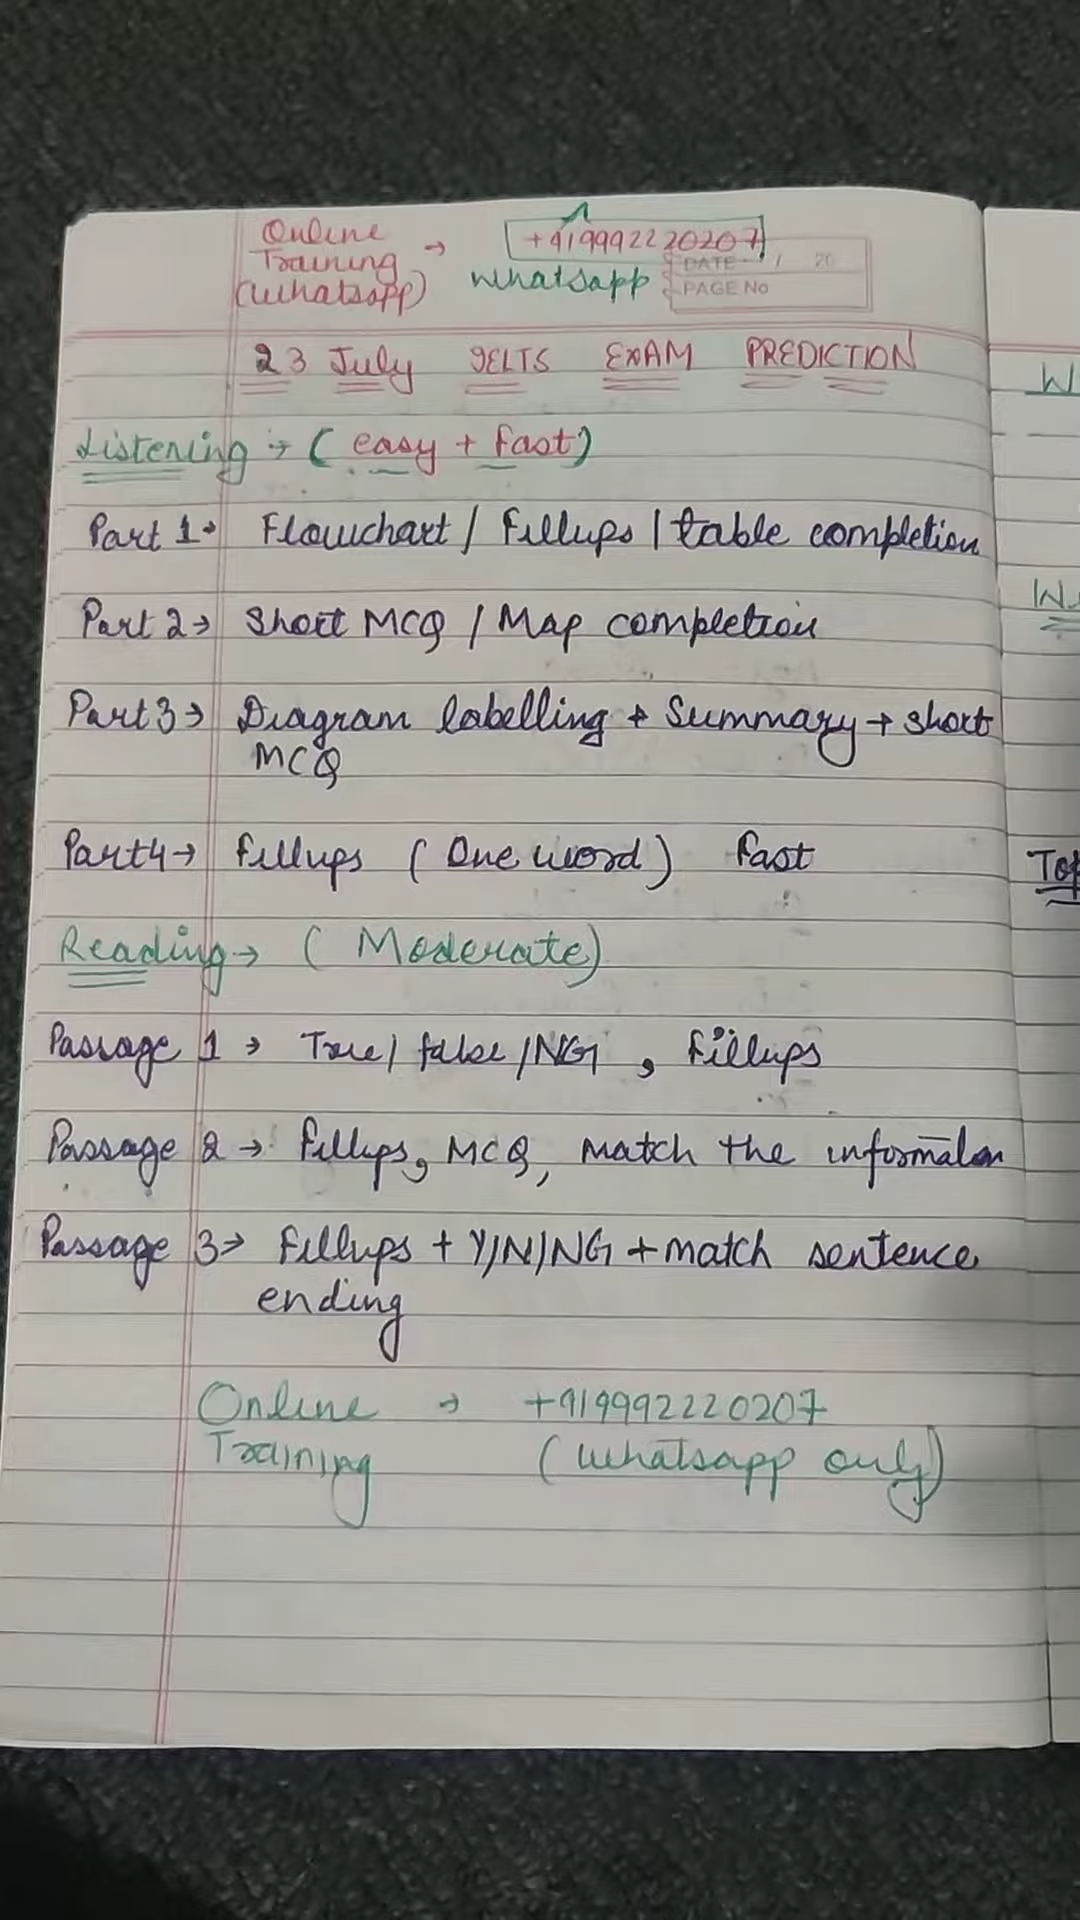 Online
Training →
(Whatsapp)
+919992220207
whatsapp
DATE / 20
PAGE No
23 July IELTS EXAM PREDICTION
Listening → (easy + fast)
Part 1 → Flowchart / Fillups / table completion
Part 2 → Short MCQ / Map completion
Part 3 → Diagram labelling + Summary + short
MCQ
Part 4 → Fillups (One word) fast
Reading → (Moderate)
Passage 1 → True / false / NG , Fillups
Passage 2 → Fillups, MCQ, Match the information
Passage 3 → Fillups + Y/N/NG + match sentence
ending
Online → +919992220207
Training (Whatsapp only)